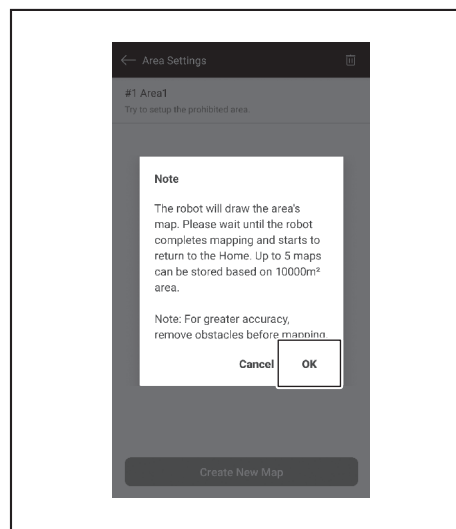 Area Settings
#1 Area1
Try to setup the prohibited area
Note
The robot will draw the area's
map. Please wait until the robot
completes mapping and starts to
return to the Home. Up to 5 maps
can be stored based on 10000m²
area.
Note: For greater accuracy,
remove obstacles before mapping.
Cancel OK
Create New Map